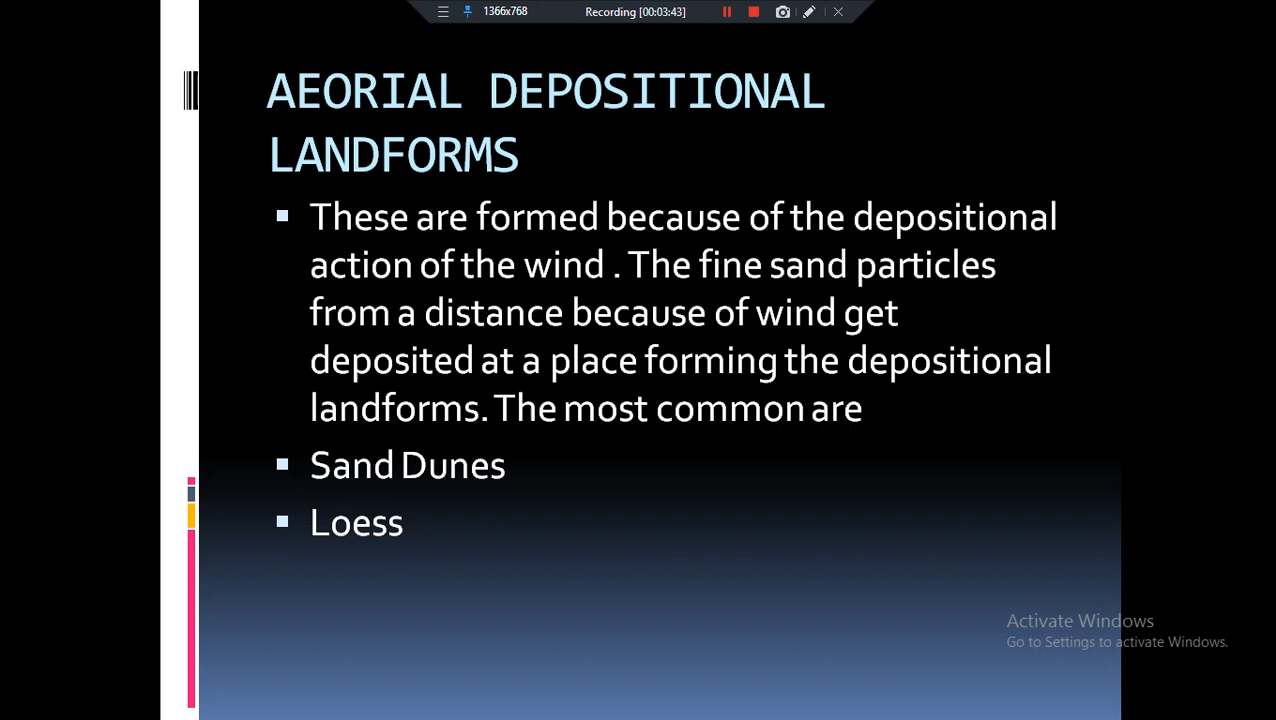 1366x768 Recording [00:03:43]
AEORIAL DEPOSITIONAL
LANDFORMS
These are formed because of the depositional
action of the wind . The fine sand particles
from a distance because of wind get
deposited at a place forming the depositional
landforms. The most common are
Sand Dunes
Loess
Activate Windows
Go to Settings to activate Windows.